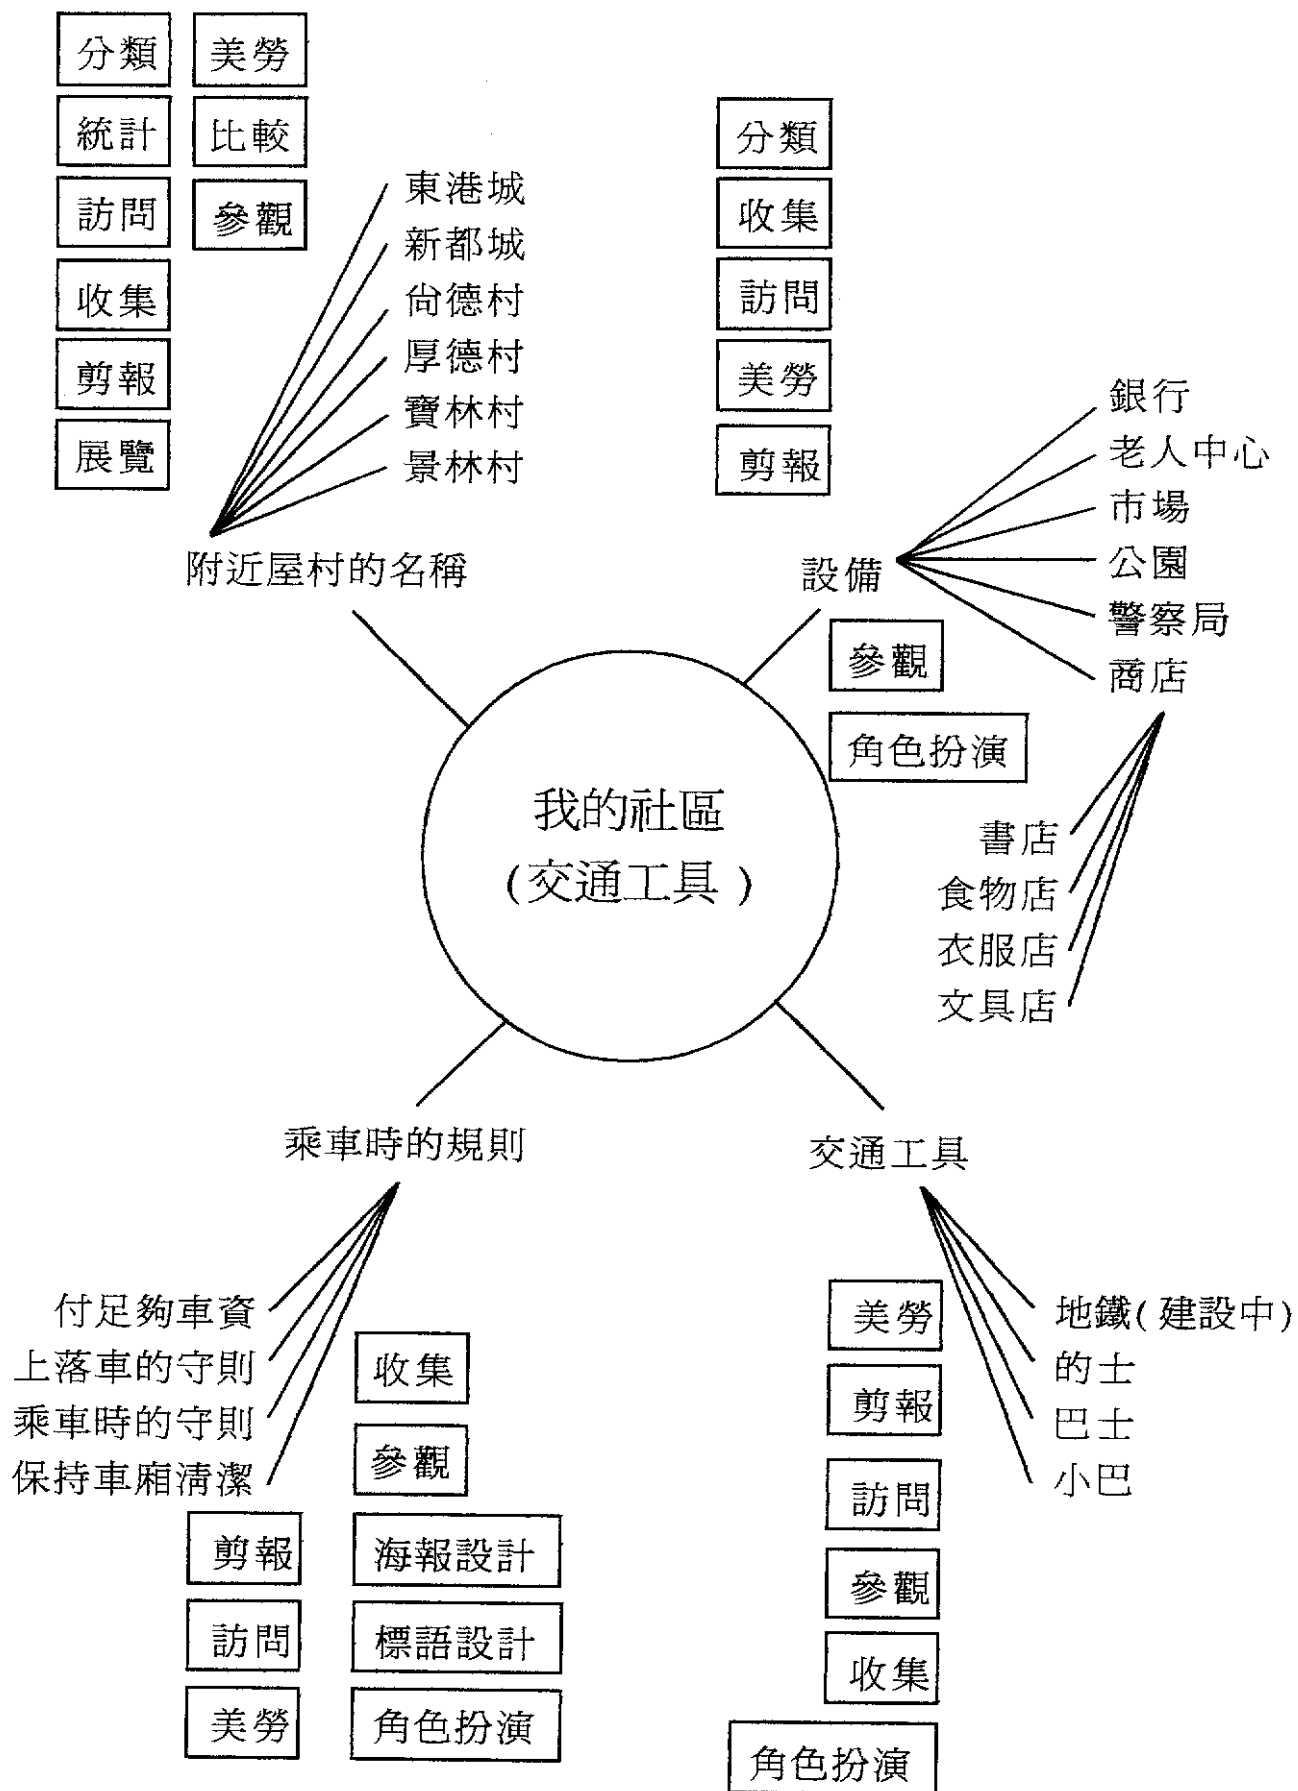 分類 美勞
統計 比較
訪問 參觀
收集
剪報
展覽
東港城
新都城
尙德村
厚德村
寶林村
景林村
附近屋村的名稱
分類
收集
訪問
美勞
剪報
銀行
老人中心
市場
公園
警察局
商店
設備
參觀
角色扮演
書店
食物店
衣服店
文具店
我的社區
(交通工具)
乘車時的規則
付足夠車資
上落車的守則
乘車時的守則
保持車廂清潔
收集
參觀
剪報 海報設計
訪問 標語設計
美勞 角色扮演
交通工具
地鐵(建設中)
的士
巴士
小巴
美勞
剪報
訪問
參觀
收集
角色扮演